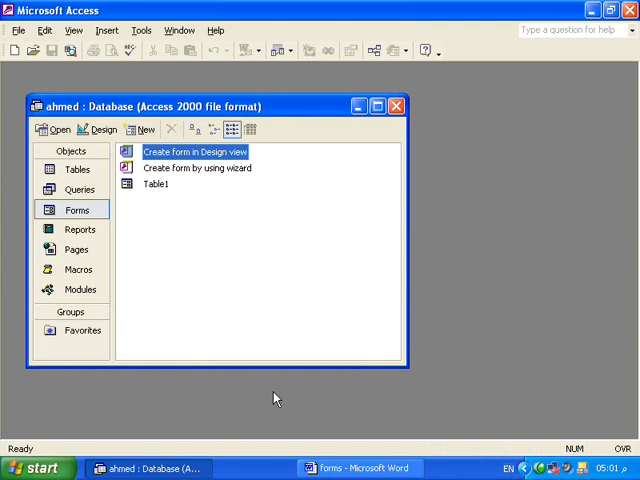 Microsoft Access
File Edit View Insert Tools Window Help Type a question for help
ahmed : Database (Access 2000 file format)
Open Design New
Objects
Tables
Queries
Forms
Reports
Pages
Macros
Modules
Groups
Favorites
Create form in Design view
Create form by using wizard
Table1
Ready NUM OVR
start ahmed : Database (A... forms - Microsoft Word EN 05:01 م